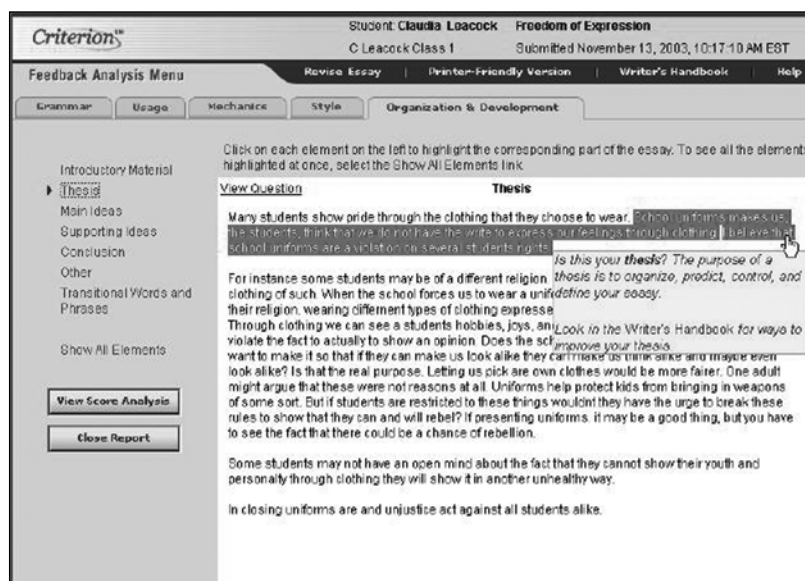 Criterion℠
Student: Claudia Leacock Freedom of Expression
C Leacock Class 1 Submitted November 13, 2003, 10:17:10 AM EST
Feedback Analysis Menu
Revise Essay | Printer-Friendly Version | Writer's Handbook | Help
Grammar Usage Mechanics Style Organization & Development
Click on each element on the left to highlight the corresponding part of the essay. To see all the elements
highlighted at once, select the Show All Elements link.
Introductory Material
Thesis
Main Ideas
Supporting Ideas
Conclusion
Other
Transitional Words and
Phrases
Show All Elements
View Score Analysis
Close Report
View Question Thesis
Many students show pride through the clothing that they choose to wear. School uniforms makes us,
the students, think that we do not have the write to express our feelings through clothing. I believe that
school uniforms are a violation on several students rights
Is this your thesis? The purpose of a
thesis is to organize, predict, control, and
define your essay.
Look in the Writer's Handbook for ways to
improve your thesis.
For instance some students may be of a different religion
clothing of such. When the school forces us to wear a unif
their religion, wearing different types of clothing expresse
Through clothing we can see a students hobbies, joys, an
violate the fact to actually to show an opinion. Does the sch
want to make it so that if they can make us look alike they can make us think alike and maybe even
look alike? Is that the real purpose. Letting us pick are own clothes would be more fairer. One adult
might argue that these were not reasons at all. Uniforms help protect kids from bringing in weapons
of some sort. But if students are restricted to these things wouldnt they have the urge to break these
rules to show that they can and will rebel? If presenting uniforms, it may be a good thing, but you have
to see the fact that there could be a chance of rebellion.
Some students may not have an open mind about the fact that they cannot show their youth and
personalty through clothing they will show it in another unhealthy way.
In closing uniforms are and unjustice act against all students alike.